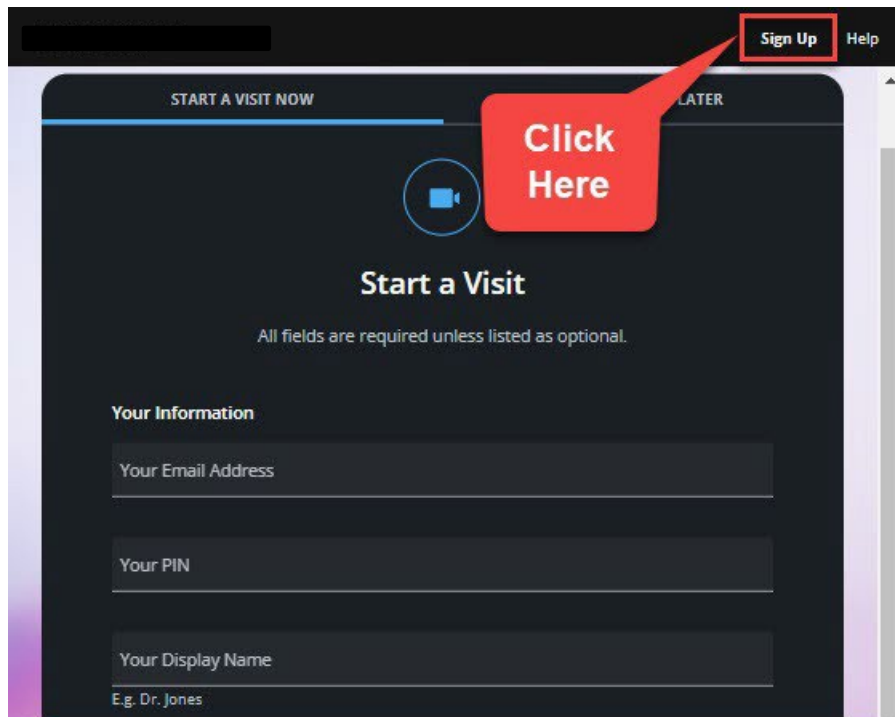 Sign Up Help
START A VISIT NOW
LATER
Click
Here
Start a Visit
All fields are required unless listed as optional.
Your Information
Your Email Address
Your PIN
Your Display Name
E.g. Dr. Jones